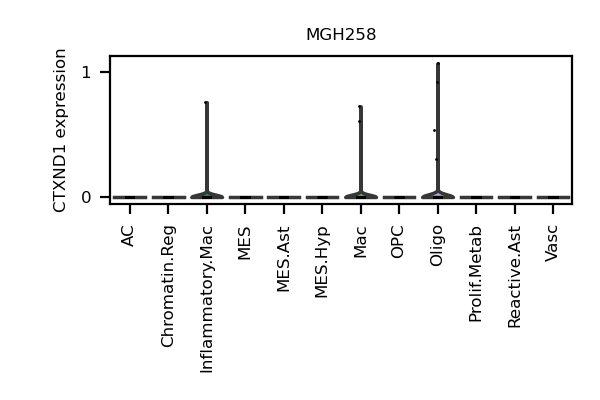 MGH258
CTXND1 expression
1
0
AC
Chromatin.Reg
Inflammatory.Mac
MES
MES.Ast
MES.Hyp
Mac
OPC
Oligo
Prolif.Metab
Reactive.Ast
Vasc